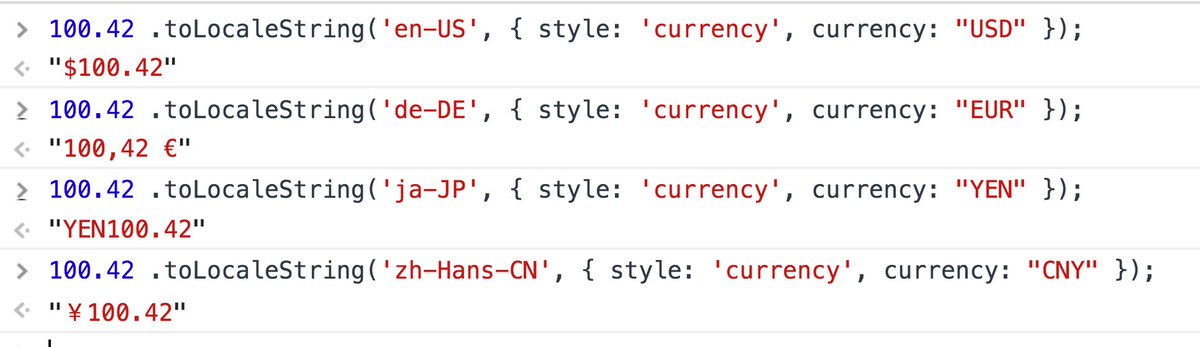 > 100.42 .toLocaleString('en-US', { style: 'currency', currency: "USD" });
"$100.42"
> 100.42 .toLocaleString('de-DE', { style: 'currency', currency: "EUR" });
"100,42 €"
> 100.42 .toLocaleString('ja-JP', { style: 'currency', currency: "YEN" });
"YEN100.42"
> 100.42 .toLocaleString('zh-Hans-CN', { style: 'currency', currency: "CNY" });
"¥100.42"